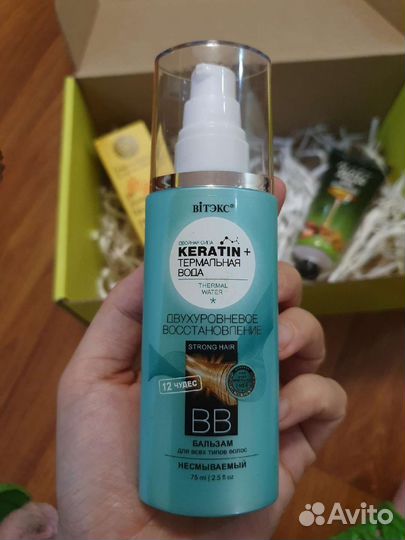 ВІТЭКС®
ДВОЙНАЯ СИЛА
KERATIN +
ТЕРМАЛЬНАЯ
ВОДА
THERMAL
WATER
*
ДВУХУРОВНЕВОЕ
ВОССТАНОВЛЕНИЕ
STRONG HAIR
12 ЧУДЕС
BB
БАЛЬЗАМ
для всех типов волос
НЕСМЫВАЕМЫЙ
75 ml / 2.5 fl oz
Avito